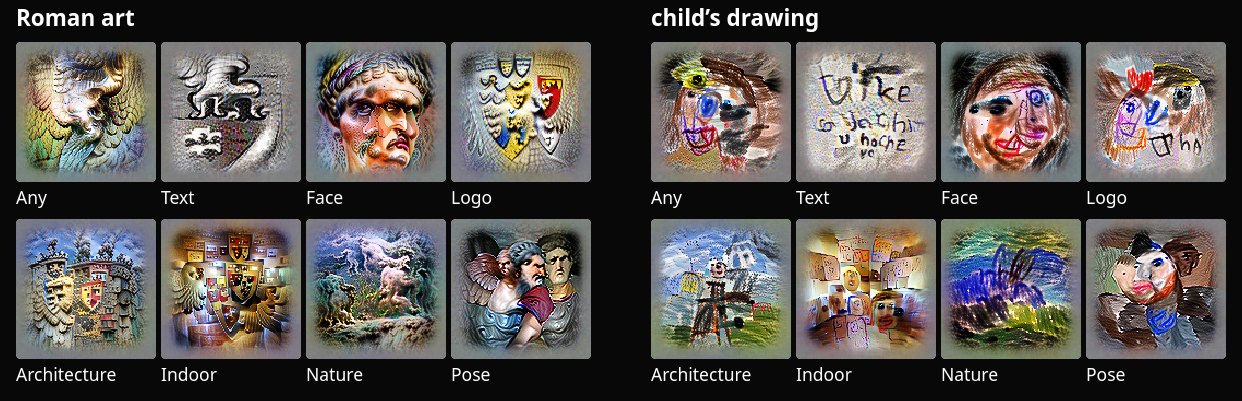 Roman art
child's drawing
Any
Text
Face
Logo
Any
Text
Face
Logo
Architecture
Indoor
Nature
Pose
Architecture
Indoor
Nature
Pose